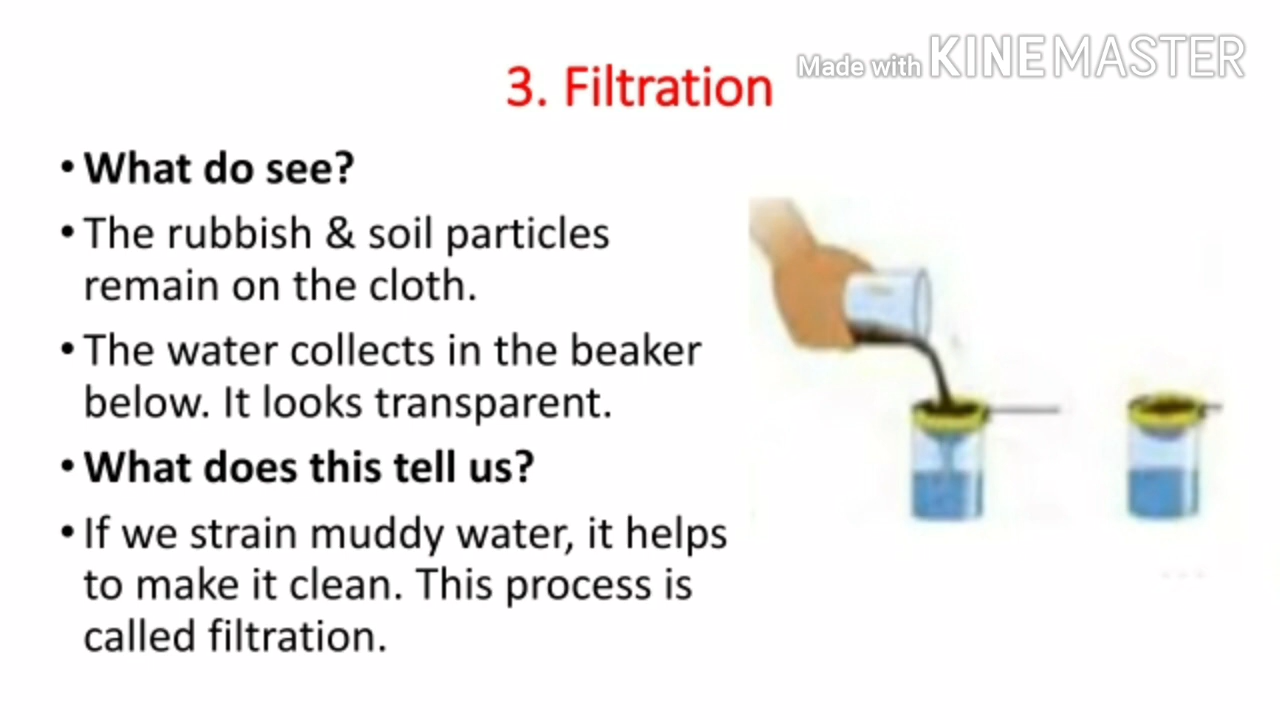 Made with KINEMASTER
3. Filtration
• What do see?
• The rubbish & soil particles
remain on the cloth.
• The water collects in the beaker
below. It looks transparent.
• What does this tell us?
• If we strain muddy water, it helps
to make it clean. This process is
called filtration.